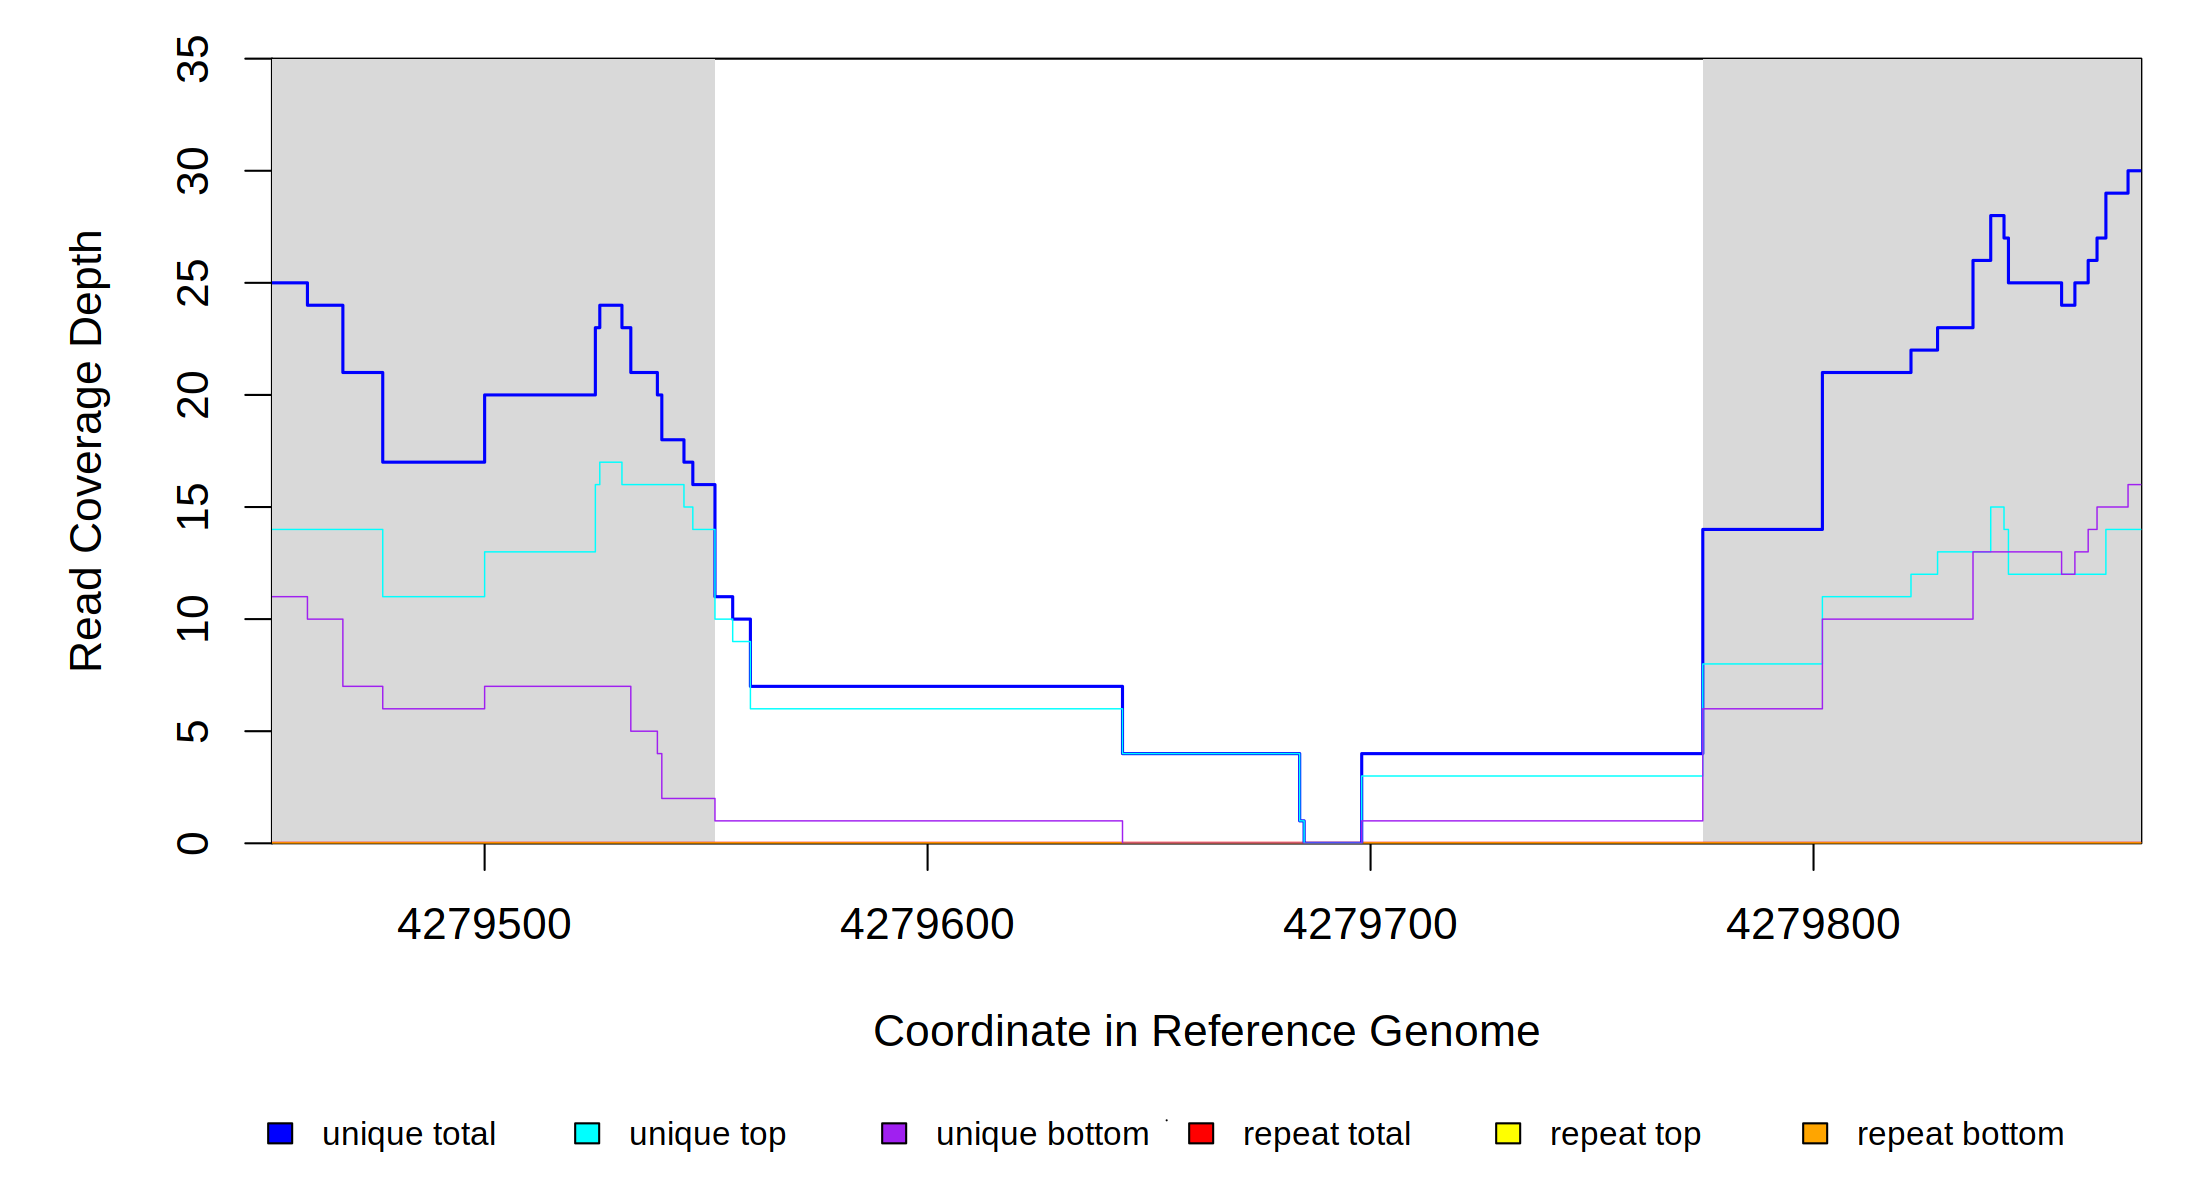 35
30
25
20
15
10
5
0
Read Coverage Depth
4279500 4279600 4279700 4279800
Coordinate in Reference Genome
unique total unique top unique bottom repeat total repeat top repeat bottom